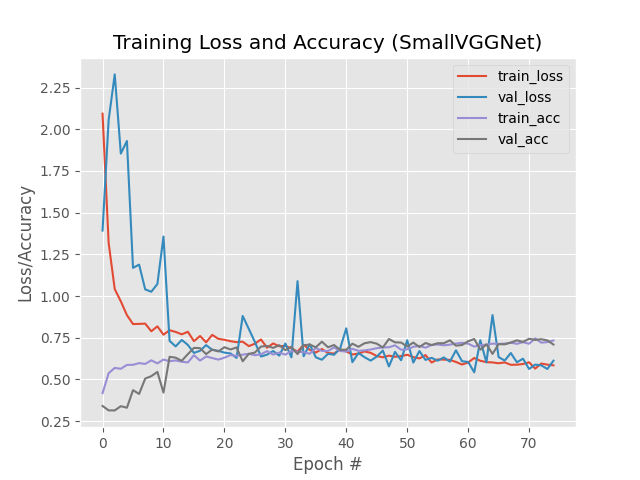 Training Loss and Accuracy (SmallVGGNet)
train_loss
val_loss
train_acc
val_acc
Loss/Accuracy
2.25
2.00
1.75
1.50
1.25
1.00
0.75
0.50
0.25
0 10 20 30 40 50 60 70
Epoch #